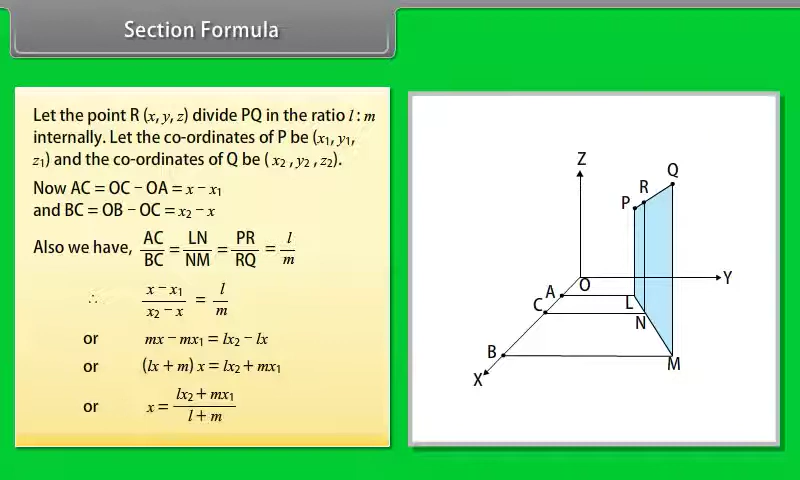 Section Formula
Let the point R (x, y, z) divide PQ in the ratio l : m
internally. Let the co-ordinates of P be (x₁, y₁,
z₁) and the co-ordinates of Q be ( x₂ , y₂ , z₂).
Now AC = OC − OA = x − x₁
and BC = OB − OC = x₂ − x
Also we have, AC/BC = LN/NM = PR/RQ = l/m
∴ (x − x₁)/(x₂ − x) = l/m
or mx − mx₁ = lx₂ − lx
or (lx + m) x = lx₂ + mx₁
or x = (lx₂ + mx₁)/(l + m)
Z
Q
R
P
Y
O
A
L
C
N
B
M
X